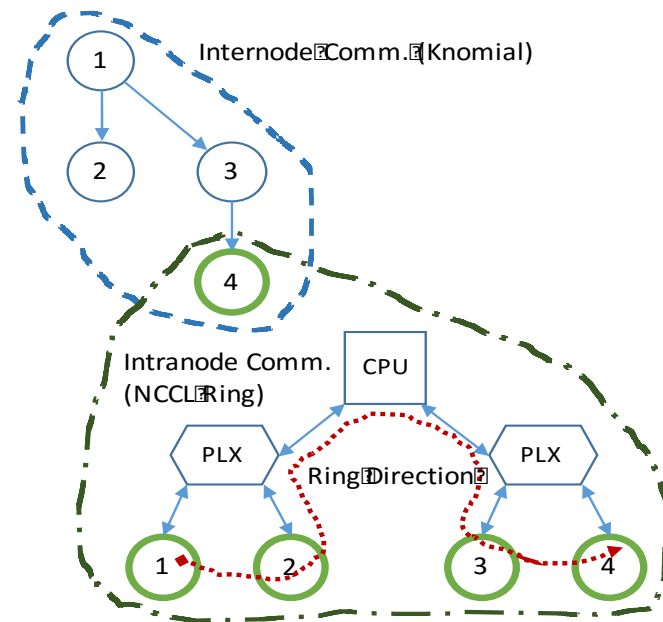 1
Internode Comm. (Knomial)
2
3
4
Intranode Comm.
(NCCL Ring)
CPU
PLX
PLX
Ring Direction
1
2
3
4